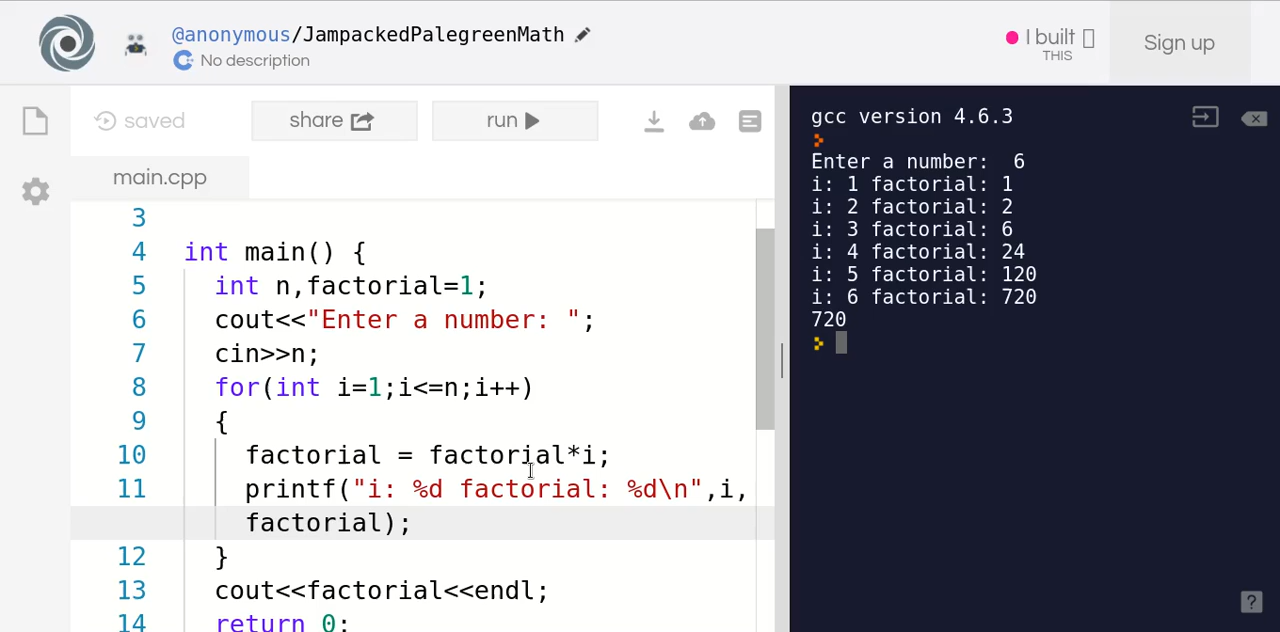 @anonymous/JampackedPalegreenMath
No description
I built
THIS
Sign up
saved
share
run
main.cpp
3
4 int main() {
5 int n,factorial=1;
6 cout<<"Enter a number: ";
7 cin>>n;
8 for(int i=1;i<=n;i++)
9 {
10 factorial = factorial*i;
11 printf("i: %d factorial: %d\n",i,
factorial);
12 }
13 cout<<factorial<<endl;
14 return 0;
gcc version 4.6.3
Enter a number:  6
i: 1 factorial: 1
i: 2 factorial: 2
i: 3 factorial: 6
i: 4 factorial: 24
i: 5 factorial: 120
i: 6 factorial: 720
720
?